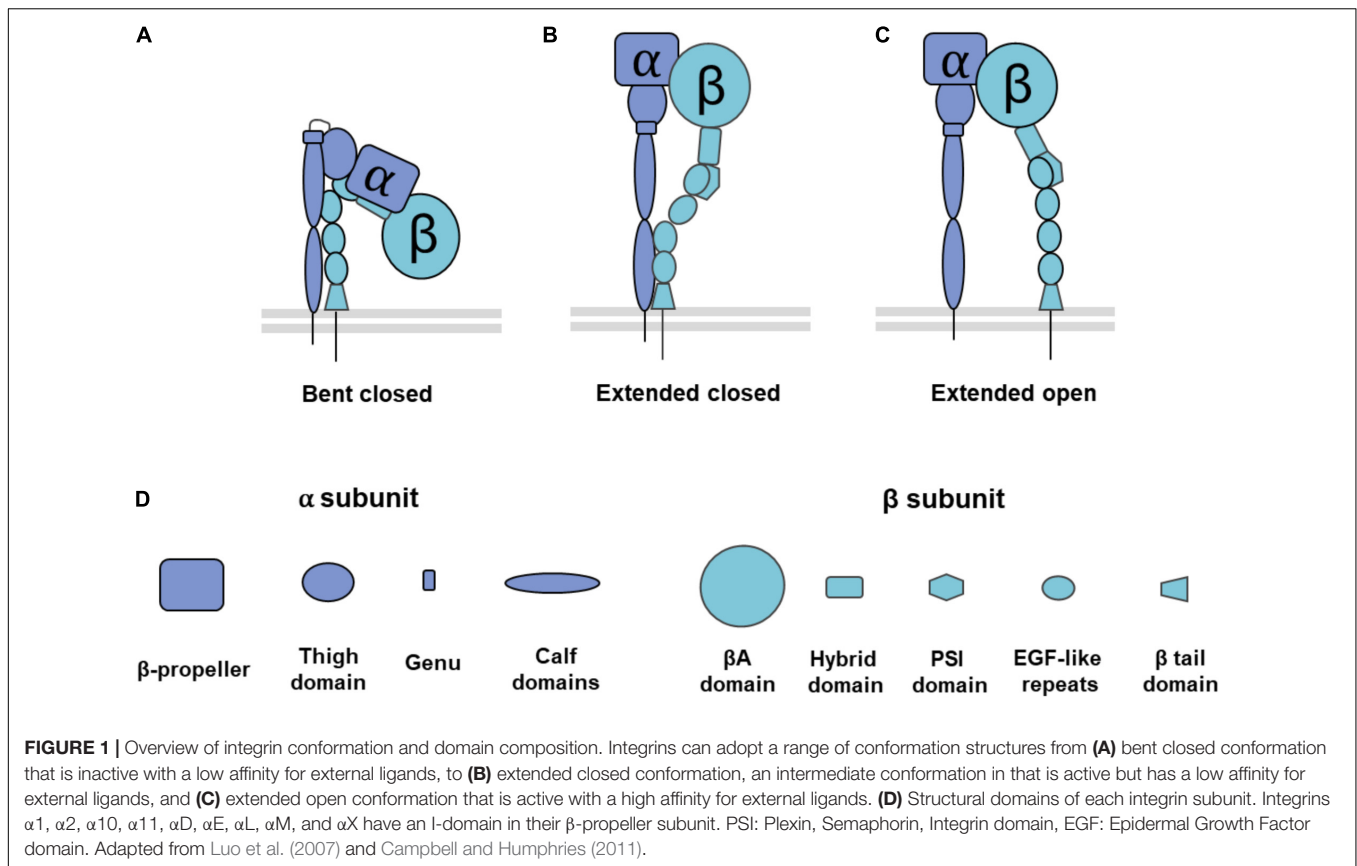 A
B
C
α
β
α
β
α
β
Bent closed
Extended closed
Extended open
D
α subunit
β subunit
β-propeller
Thigh
domain
Genu
Calf
domains
βA
domain
Hybrid
domain
PSI
domain
EGF-like
repeats
β tail
domain
FIGURE 1 | Overview of integrin conformation and domain composition. Integrins can adopt a range of conformation structures from (A) bent closed conformation
that is inactive with a low affinity for external ligands, to (B) extended closed conformation, an intermediate conformation in that is active but has a low affinity for
external ligands, and (C) extended open conformation that is active with a high affinity for external ligands. (D) Structural domains of each integrin subunit. Integrins
α1, α2, α10, α11, αD, αE, αL, αM, and αX have an I-domain in their β-propeller subunit. PSI: Plexin, Semaphorin, Integrin domain, EGF: Epidermal Growth Factor
domain. Adapted from Luo et al. (2007) and Campbell and Humphries (2011).